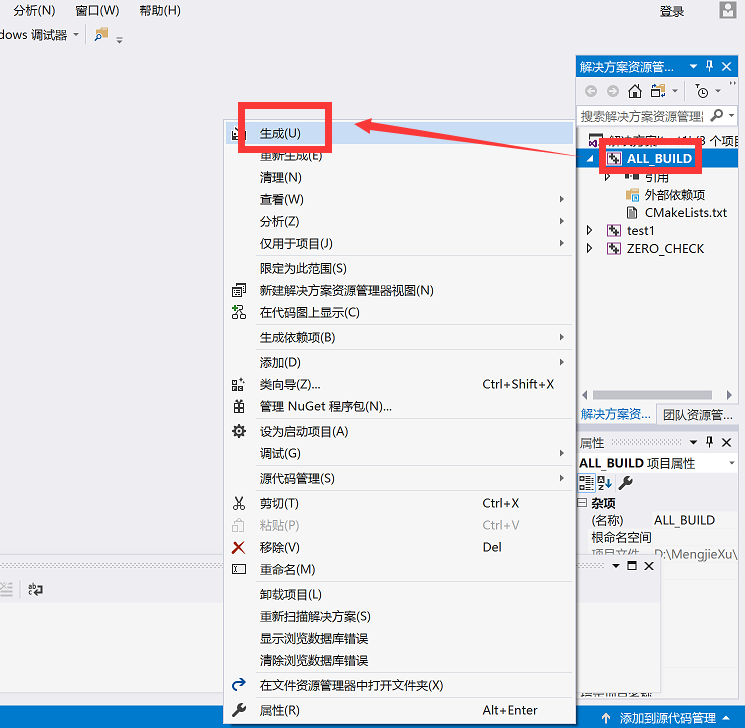 分析(N) 窗口(W) 帮助(H)
登录
dows 调试器
解决方案资源管...
搜索解决方案资源管理
ALL_BUILD
引用
外部依赖项
CMakeLists.txt
test1
ZERO_CHECK
解决方案资... 团队资源管...
属性
ALL_BUILD 项目属性
杂项
(名称) ALL_BUILD
根命名空间
项目文件 D:\MengjieXu\
生成(U)
重新生成(E)
清理(N)
查看(W)
分析(Z)
仅用于项目(J)
限定为此范围(S)
新建解决方案资源管理器视图(N)
在代码图上显示(C)
生成依赖项(B)
添加(D)
类向导(Z)... Ctrl+Shift+X
管理 NuGet 程序包(N)...
设为启动项目(A)
调试(G)
源代码管理(S)
剪切(T) Ctrl+X
粘贴(P) Ctrl+V
移除(V) Del
重命名(M)
卸载项目(L)
重新扫描解决方案(S)
显示浏览数据库错误
清除浏览数据库错误
在文件资源管理器中打开文件夹(X)
属性(R) Alt+Enter
添加到源代码管理